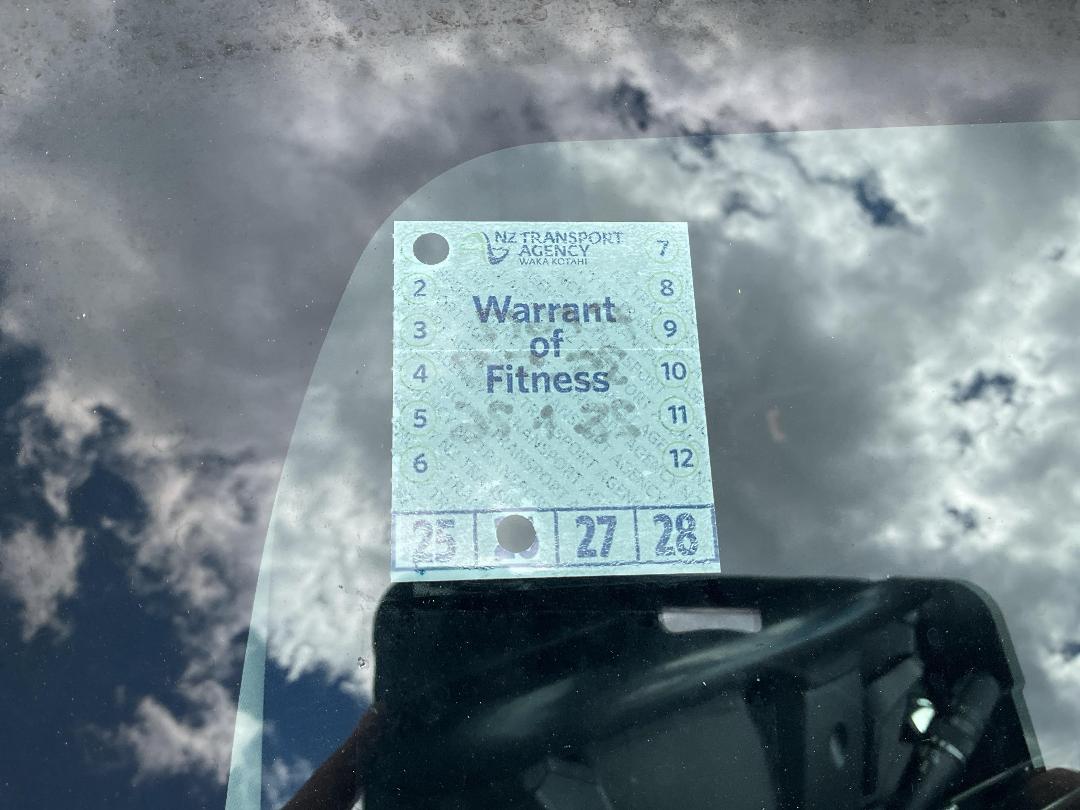 NZ TRANSPORT
AGENCY
WAKA KOTAHI
7
2
8
3
9
4
10
5
11
6
12
Warrant
of
Fitness
25
27
28